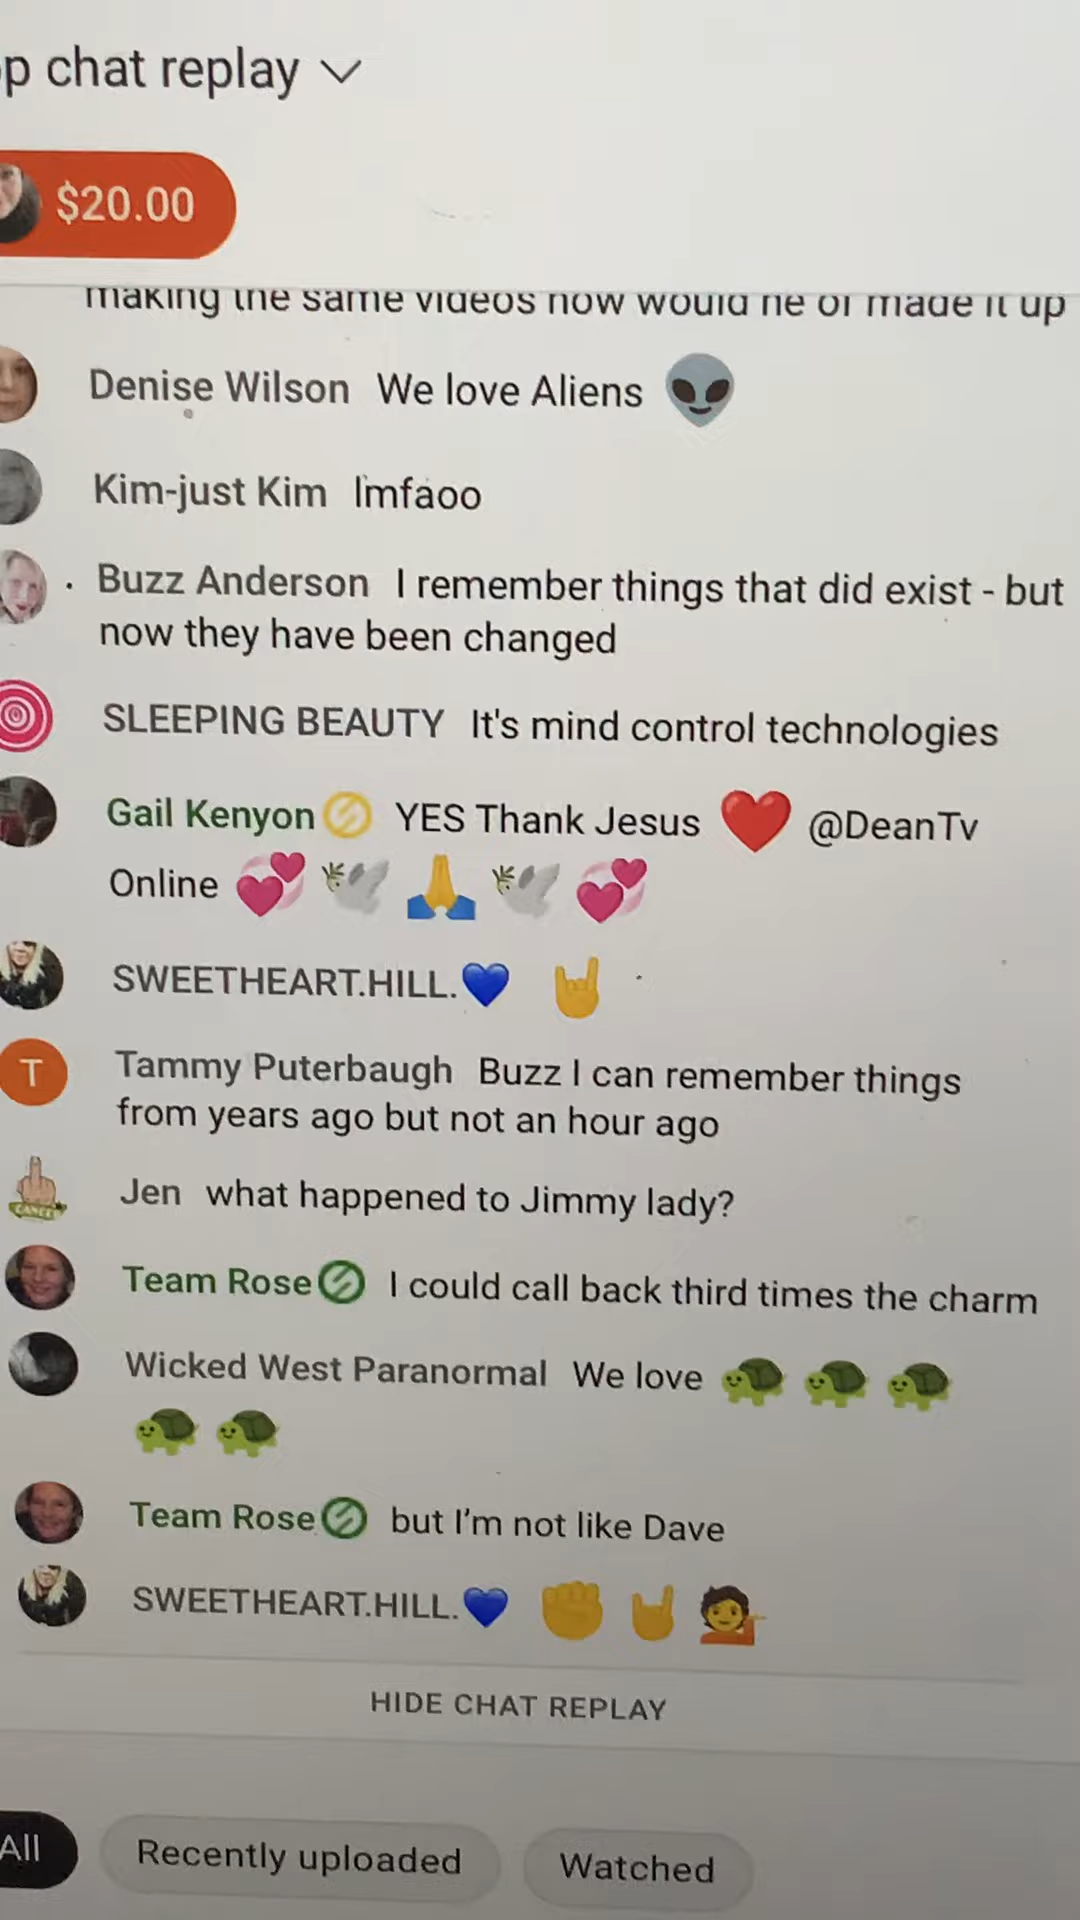 p chat replay
$20.00
making the same videos how would he of made it up
Denise Wilson We love Aliens 👽
Kim-just Kim lmfaoo
Buzz Anderson I remember things that did exist - but
now they have been changed
SLEEPING BEAUTY It's mind control technologies
Gail Kenyon YES Thank Jesus ❤️ @DeanTv
Online 💞 🕊️ 🙏 🕊️ 💞
SWEETHEART.HILL.💙 🤘
T
Tammy Puterbaugh Buzz I can remember things
from years ago but not an hour ago
Jen what happened to Jimmy lady?
Team Rose I could call back third times the charm
Wicked West Paranormal We love 🐢 🐢 🐢
🐢 🐢
Team Rose but I'm not like Dave
SWEETHEART.HILL.💙 ✊ 🤘 💁
HIDE CHAT REPLAY
All Recently uploaded Watched